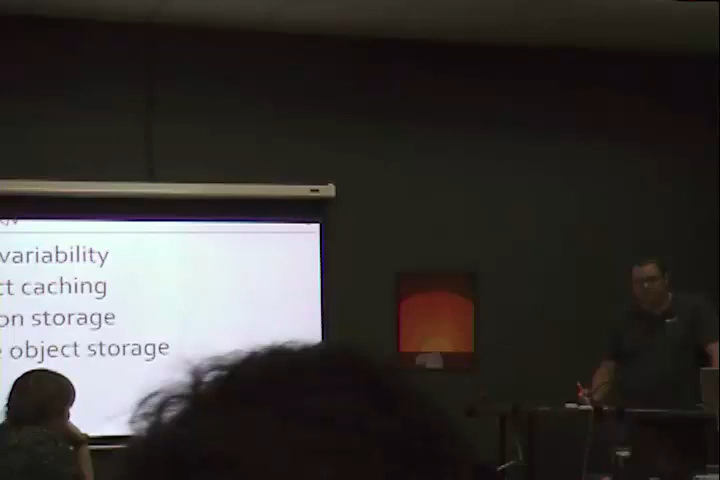 variability
ct caching
on storage
e object storage